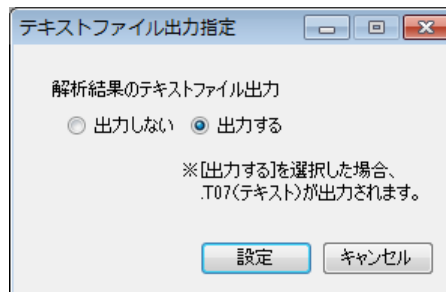 テキストファイル出力指定
解析結果のテキストファイル出力
出力しない 出力する
※[出力する]を選択した場合、
.T07(テキスト)が出力されます。
設定 キャンセル